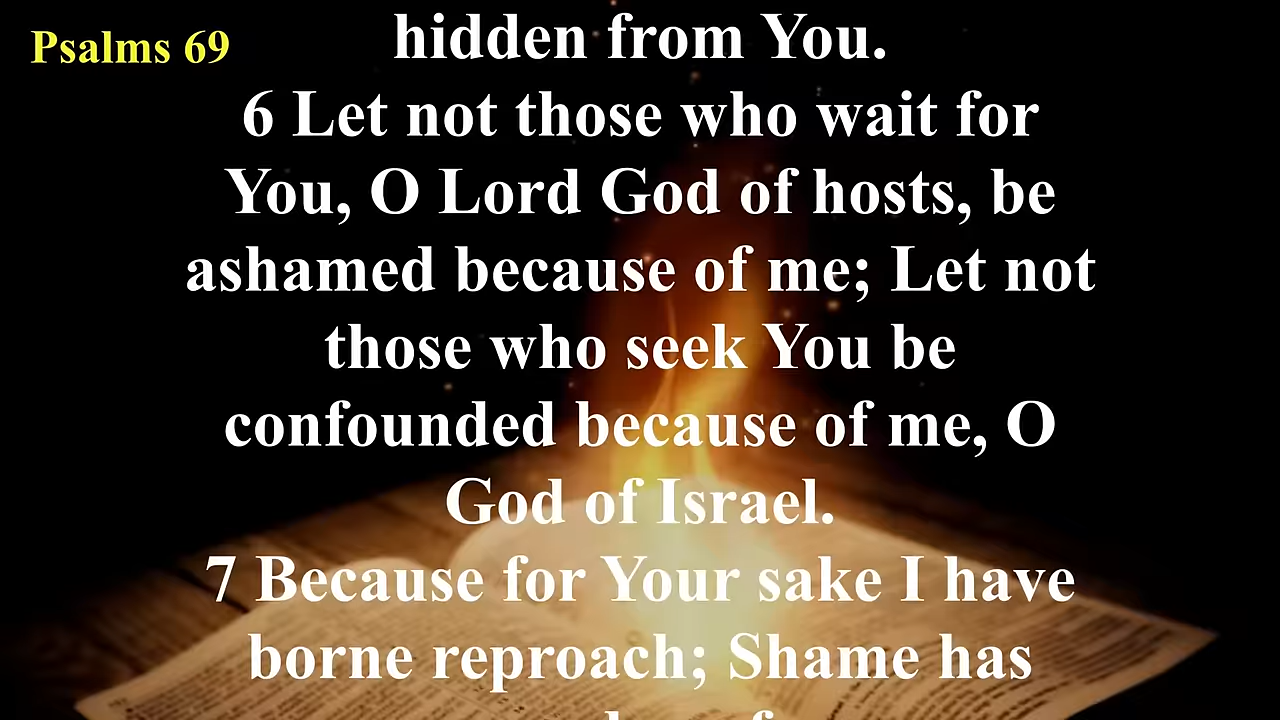 Psalms 69
hidden from You.
6 Let not those who wait for
You, O Lord God of hosts, be
ashamed because of me; Let not
those who seek You be
confounded because of me, O
God of Israel.
7 Because for Your sake I have
borne reproach; Shame has